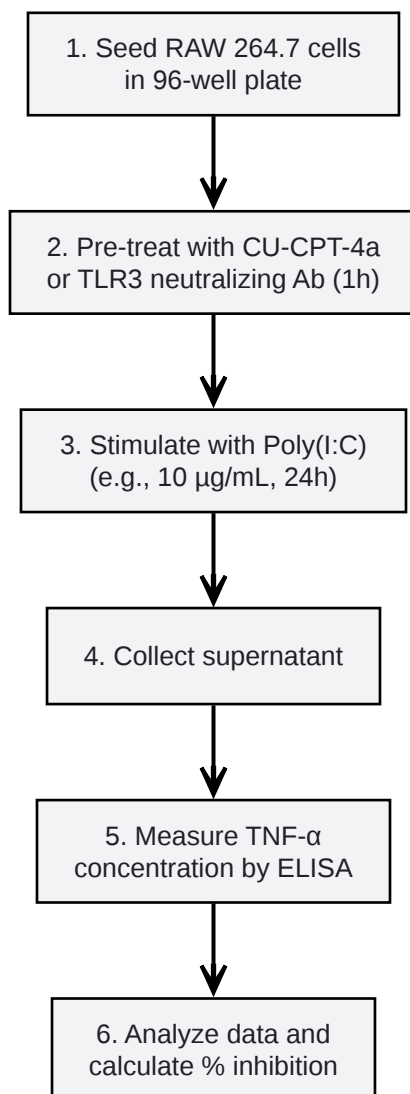 1. Seed RAW 264.7 cells
in 96-well plate
2. Pre-treat with CU-CPT-4a
or TLR3 neutralizing Ab (1h)
3. Stimulate with Poly(I:C)
(e.g., 10 µg/mL, 24h)
4. Collect supernatant
5. Measure TNF-α
concentration by ELISA
6. Analyze data and
calculate % inhibition